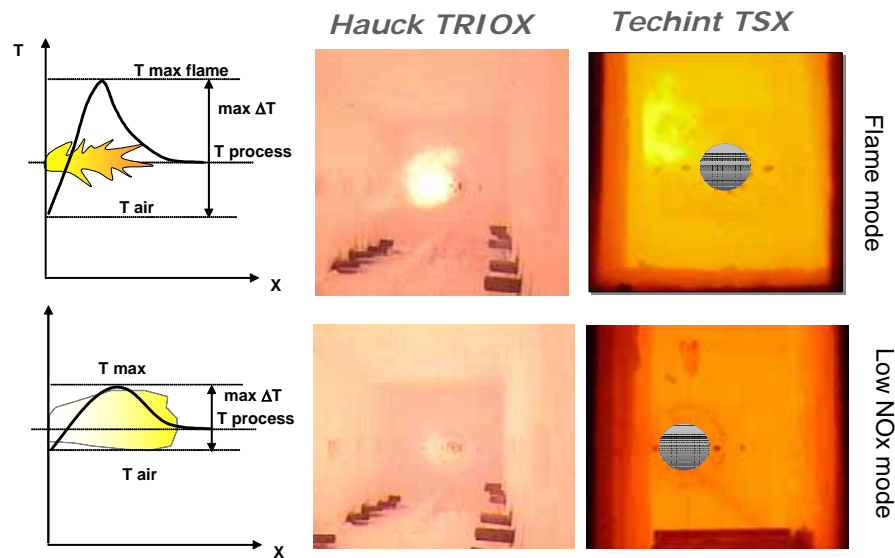 Hauck TRIOX
Techint TSX
T
T max flame
max ΔT
T process
T air
X
Flame mode
T max
max ΔT
T process
T air
X
Low NOx mode